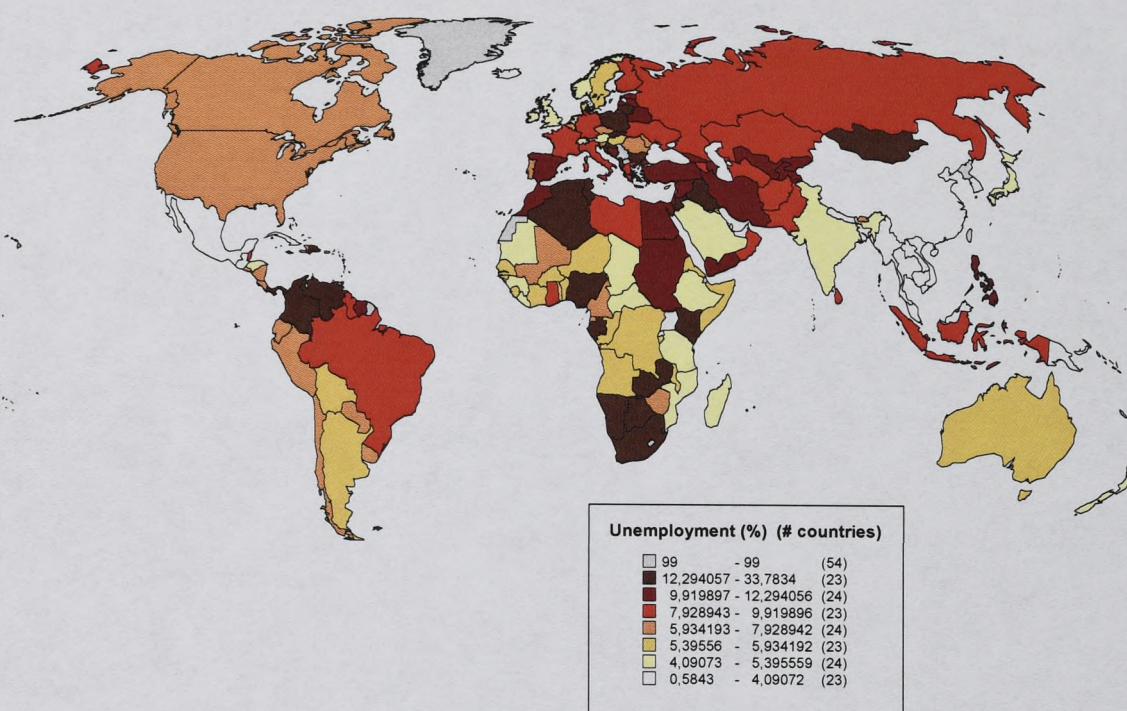 Unemployment (%) (# countries)
99 - 99 (54)
12,294057 - 33,7834 (23)
9,919897 - 12,294056 (24)
7,928943 - 9,919896 (23)
5,934193 - 7,928942 (24)
5,39556 - 5,934192 (23)
4,09073 - 5,395559 (24)
0,5843 - 4,09072 (23)